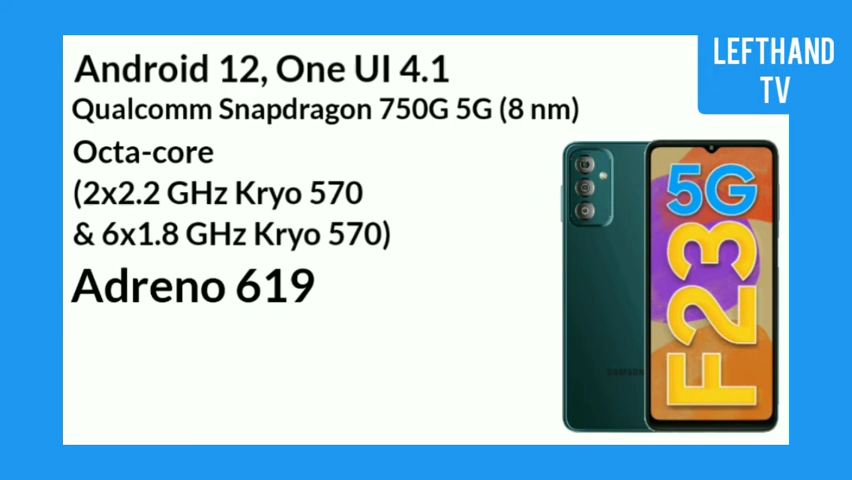 Android 12, One UI 4.1
Qualcomm Snapdragon 750G 5G (8 nm)
Octa-core
(2x2.2 GHz Kryo 570
& 6x1.8 GHz Kryo 570)
Adreno 619
LEFTHAND
TV
5G
F23
SAMSUNG